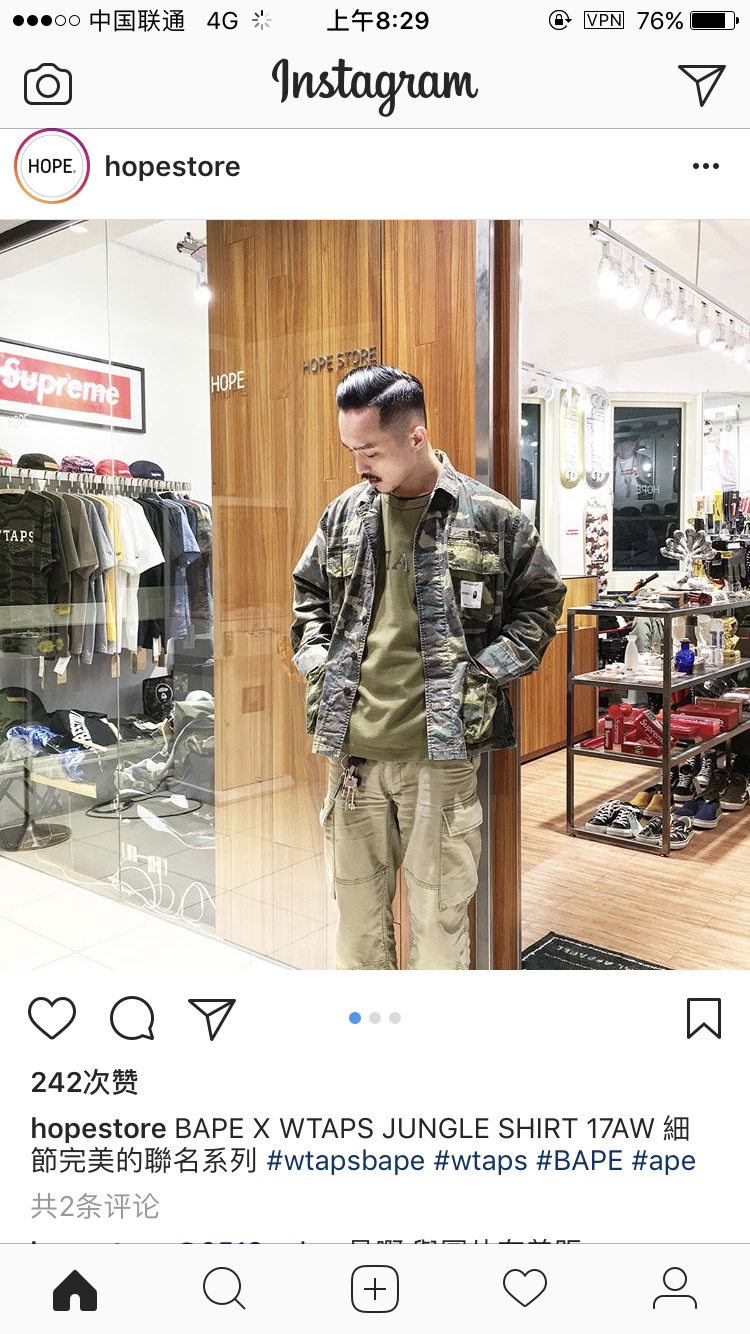 中国联通 4G 上午8:29 VPN 76%
Instagram
HOPE. hopestore
HOPE STORE
HOPE
Supreme
WTAPS
242次赞
hopestore BAPE X WTAPS JUNGLE SHIRT 17AW 細
節完美的聯名系列 #wtapsbape #wtaps #BAPE #ape
共2条评论